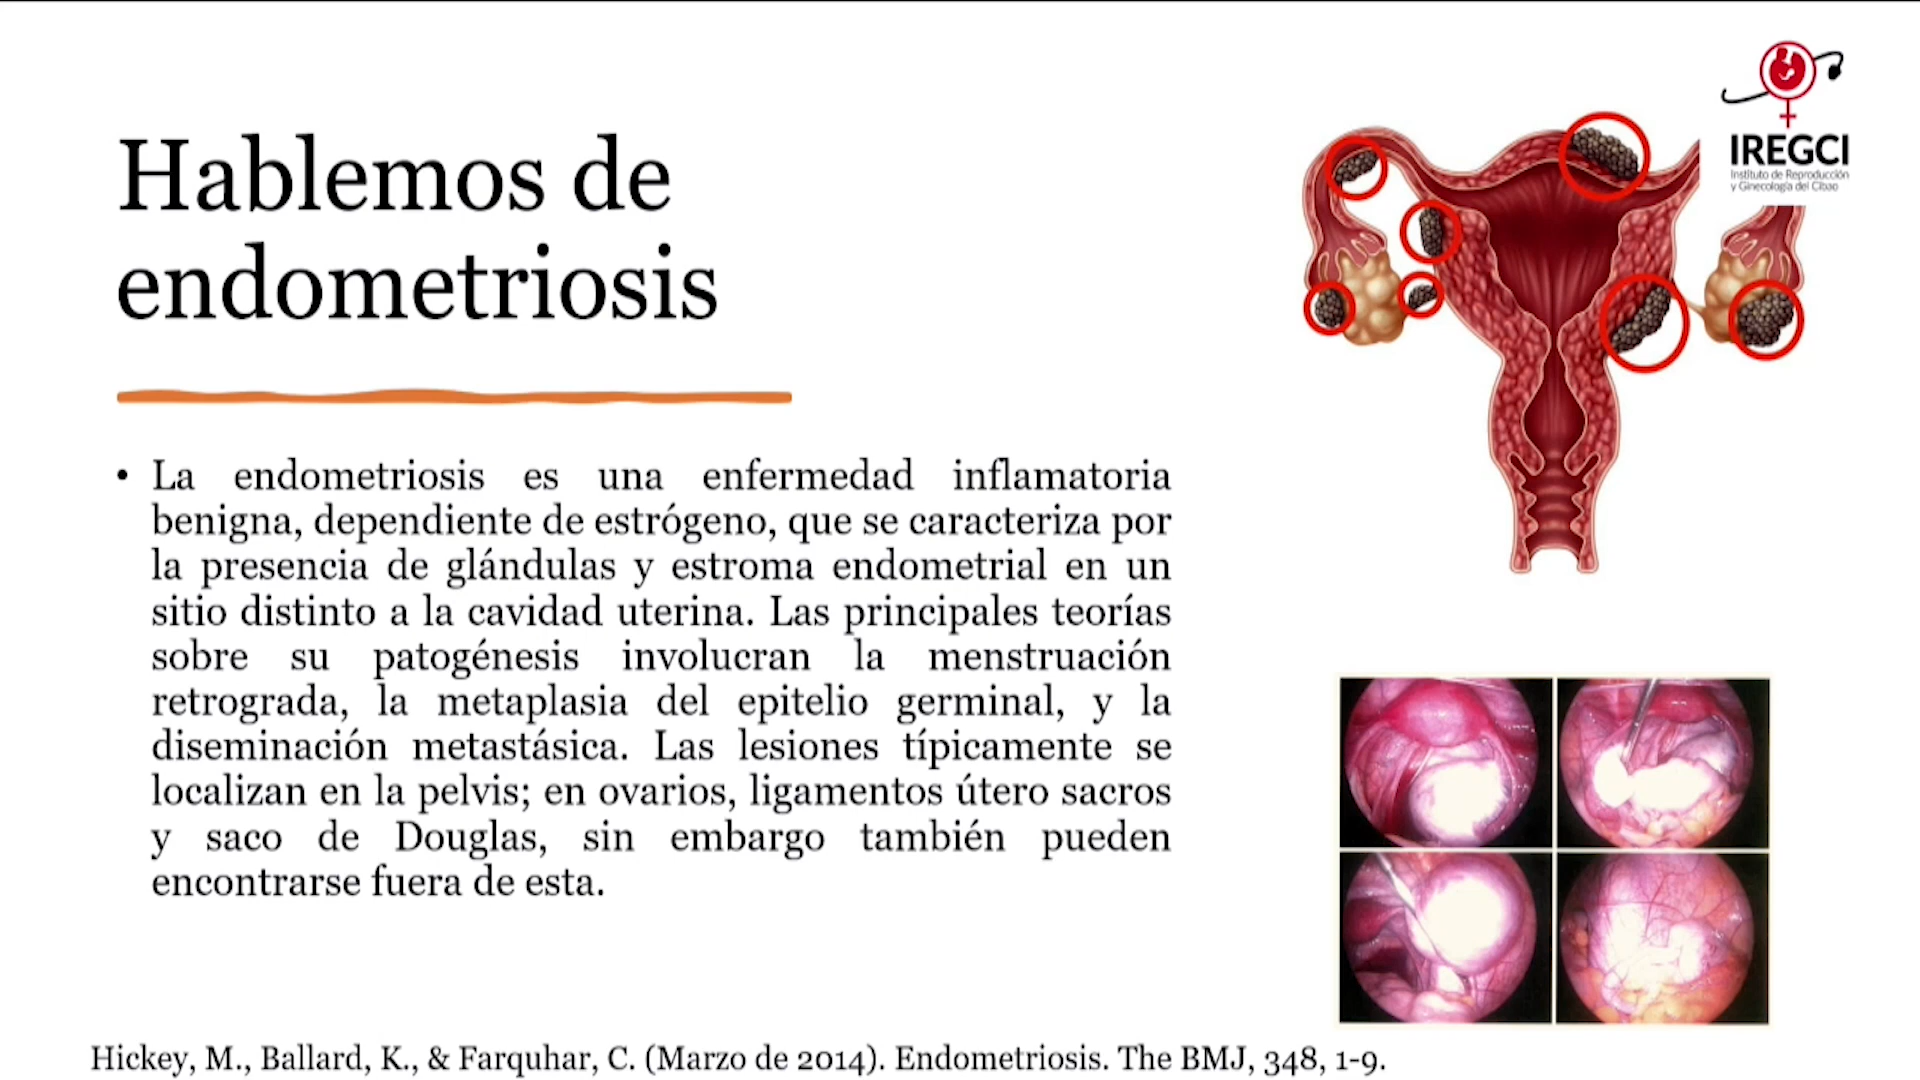 Hablemos de
endometriosis
• La endometriosis es una enfermedad inflamatoria
benigna, dependiente de estrógeno, que se caracteriza por
la presencia de glándulas y estroma endometrial en un
sitio distinto a la cavidad uterina. Las principales teorías
sobre su patogénesis involucran la menstruación
retrograda, la metaplasia del epitelio germinal, y la
diseminación metastásica. Las lesiones típicamente se
localizan en la pelvis; en ovarios, ligamentos útero sacros
y saco de Douglas, sin embargo también pueden
encontrarse fuera de esta.
IREGCI
Instituto de Reproducción
y Ginecología del Cibao
Hickey, M., Ballard, K., & Farquhar, C. (Marzo de 2014). Endometriosis. The BMJ, 348, 1-9.